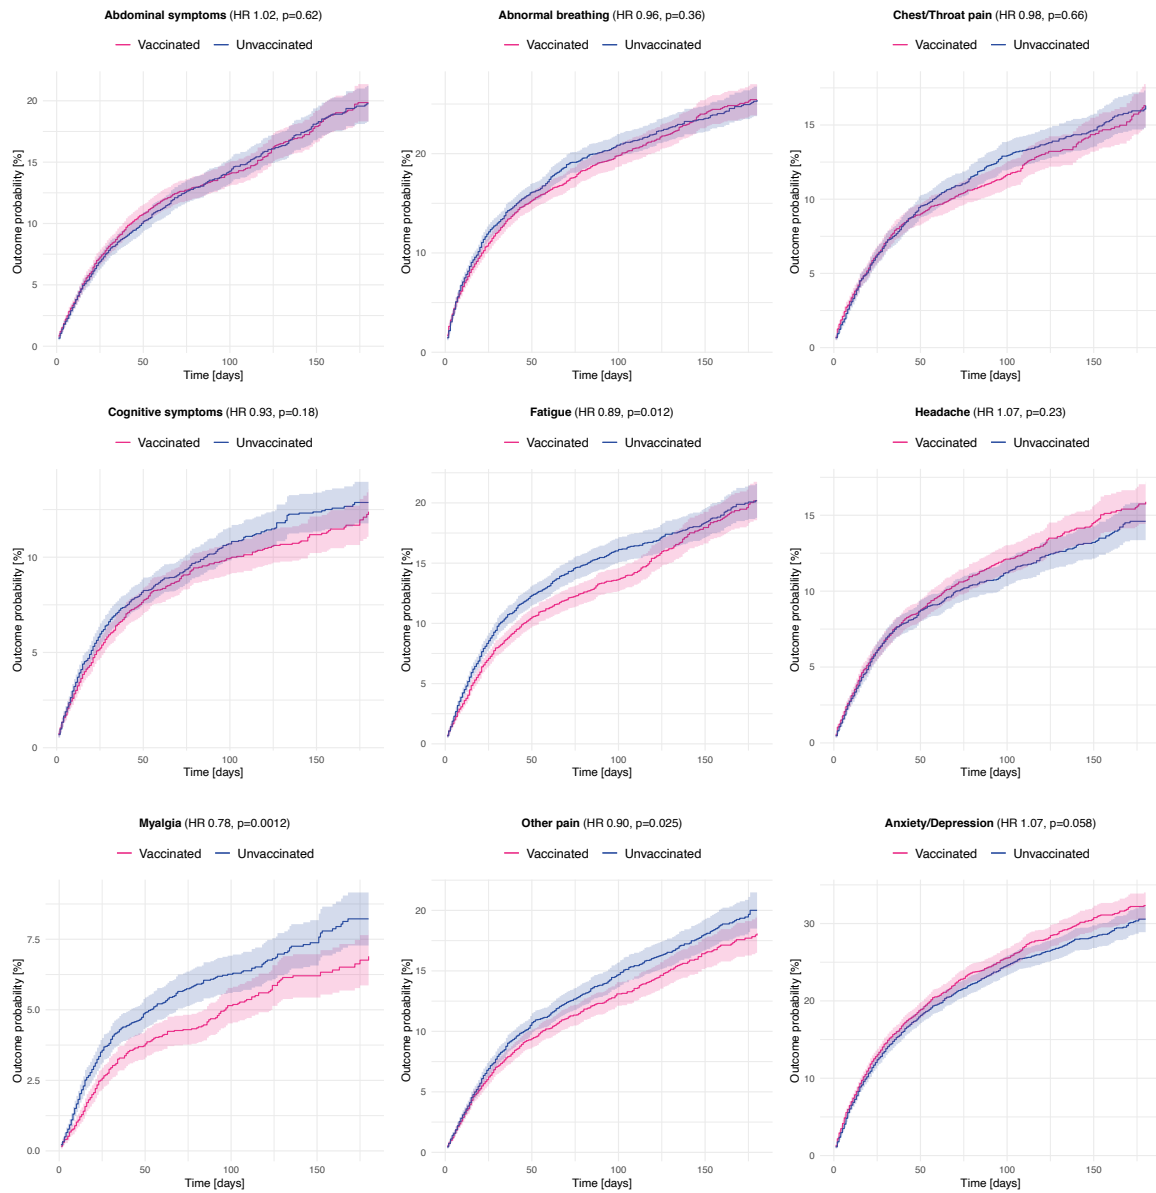 Abdominal symptoms (HR 1.02, p=0.62)
Vaccinated Unvaccinated
Outcome probability [%]
20
15
10
5
0
0 50 100 150
Time [days]
Abnormal breathing (HR 0.96, p=0.36)
Vaccinated Unvaccinated
Outcome probability [%]
20
10
0
0 50 100 150
Time [days]
Chest/Throat pain (HR 0.98, p=0.66)
Vaccinated Unvaccinated
Outcome probability [%]
15
10
5
0
0 50 100 150
Time [days]
Cognitive symptoms (HR 0.93, p=0.18)
Vaccinated Unvaccinated
Outcome probability [%]
10
5
0
0 50 100 150
Time [days]
Fatigue (HR 0.89, p=0.012)
Vaccinated Unvaccinated
Outcome probability [%]
20
15
10
5
0
0 50 100 150
Time [days]
Headache (HR 1.07, p=0.23)
Vaccinated Unvaccinated
Outcome probability [%]
15
10
5
0
0 50 100 150
Time [days]
Myalgia (HR 0.78, p=0.0012)
Vaccinated Unvaccinated
Outcome probability [%]
7.5
5.0
2.5
0.0
0 50 100 150
Time [days]
Other pain (HR 0.90, p=0.025)
Vaccinated Unvaccinated
Outcome probability [%]
20
15
10
5
0
0 50 100 150
Time [days]
Anxiety/Depression (HR 1.07, p=0.058)
Vaccinated Unvaccinated
Outcome probability [%]
30
20
10
0
0 50 100 150
Time [days]